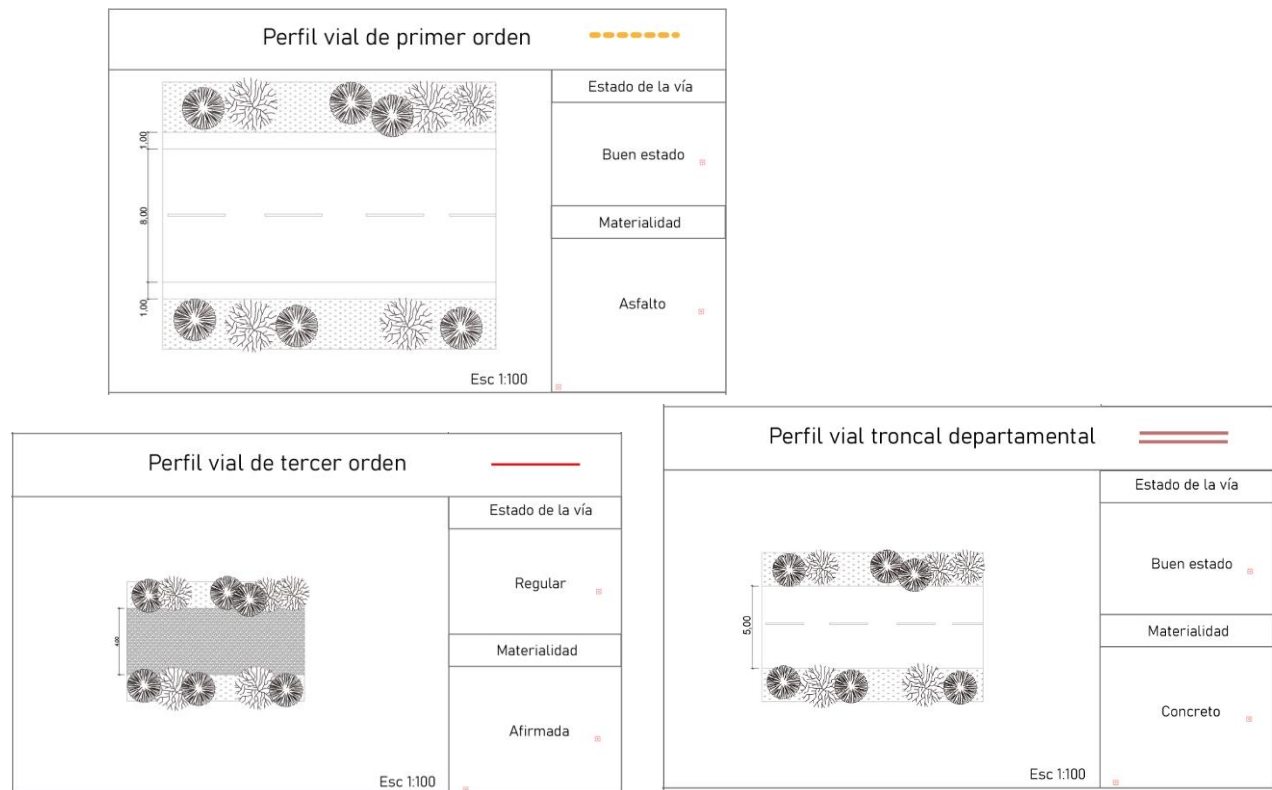 Perfil vial de primer orden
Estado de la vía
Buen estado
Materialidad
Asfalto
1,00
8,00
1,00
Esc 1:100
Perfil vial de tercer orden
Estado de la vía
Regular
Materialidad
Afirmada
4,00
Esc 1:100
Perfil vial troncal departamental
Estado de la vía
Buen estado
Materialidad
Concreto
5,00
Esc 1:100